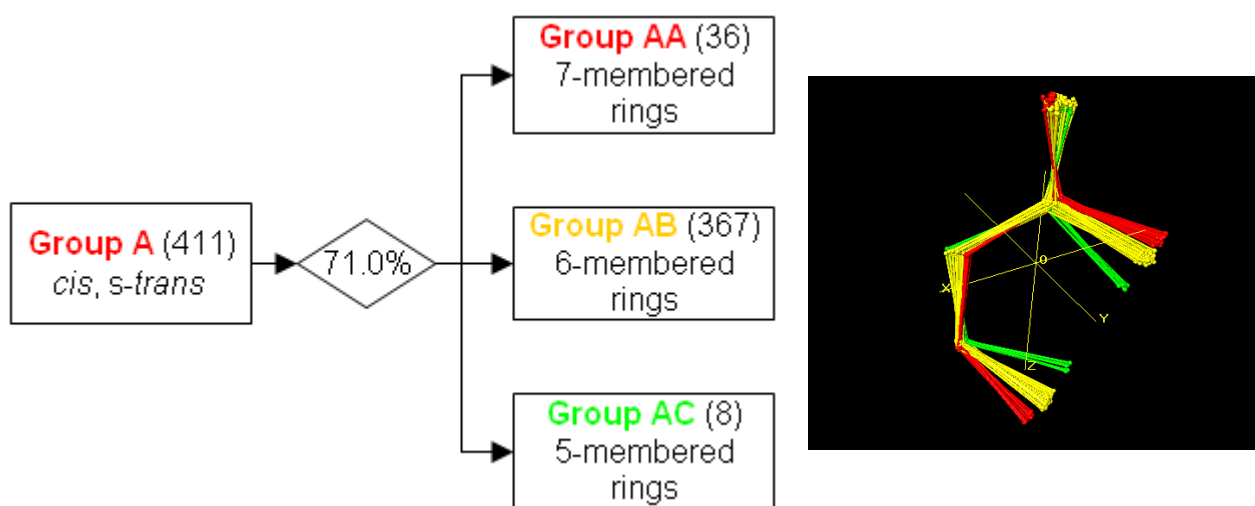 Group A (411)
cis, s-trans
71.0%
Group AA (36)
7-membered
rings
Group AB (367)
6-membered
rings
Group AC (8)
5-membered
rings
O
X
Y
Z